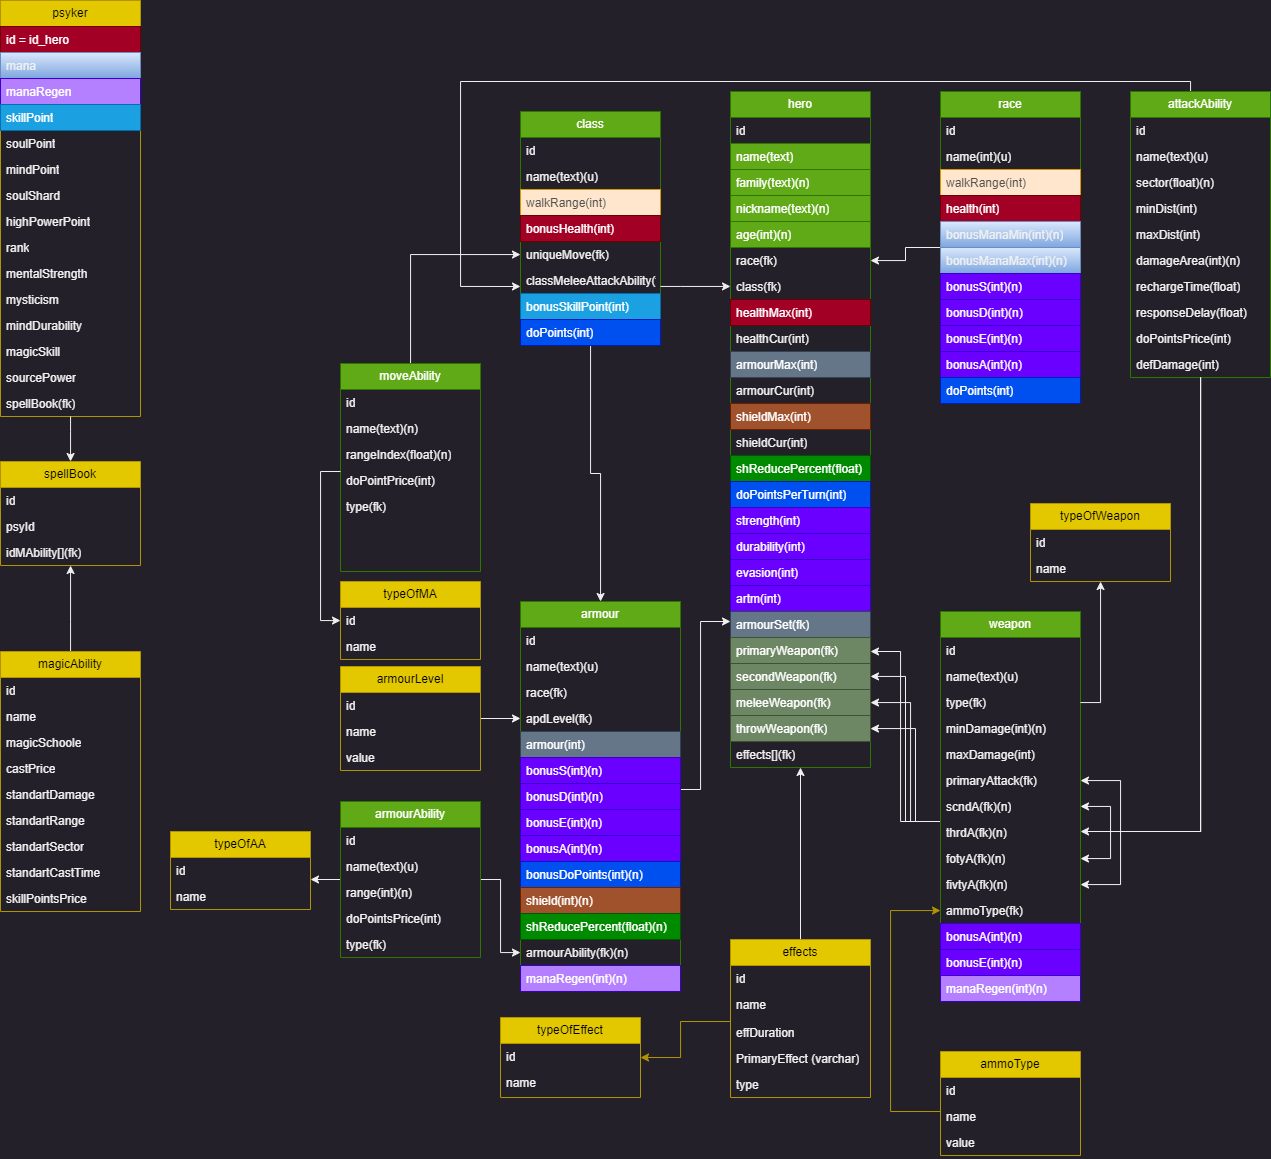 psyker
id = id_hero
mana
manaRegen
skillPoint
soulPoint
mindPoint
soulShard
highPowerPoint
rank
mentalStrength
mysticism
mindDurability
magicSkill
sourcePower
spellBook(fk)
spellBook
id
psyId
idMAbility[](fk)
magicAbility
id
name
magicSchoole
castPrice
standartDamage
standartRange
standartSector
standartCastTime
skillPointsPrice
typeOfAA
id
name
moveAbility
id
name(text)(n)
rangeIndex(float)(n)
doPointPrice(int)
type(fk)
typeOfMA
id
name
armourLevel
id
name
value
armourAbility
id
name(text)(u)
range(int)(n)
doPointsPrice(int)
type(fk)
class
id
name(text)(u)
walkRange(int)
bonusHealth(int)
uniqueMove(fk)
classMeleeAttackAbility(
bonusSkillPoint(int)
doPoints(int)
armour
id
name(text)(u)
race(fk)
apdLevel(fk)
armour(int)
bonusS(int)(n)
bonusD(int)(n)
bonusE(int)(n)
bonusA(int)(n)
bonusDoPoints(int)(n)
shield(int)(n)
shReducePercent(float)(n)
armourAbility(fk)(n)
manaRegen(int)(n)
typeOfEffect
id
name
hero
id
name(text)
family(text)(n)
nickname(text)(n)
age(int)(n)
race(fk)
class(fk)
healthMax(int)
healthCur(int)
armourMax(int)
armourCur(int)
shieldMax(int)
shieldCur(int)
shReducePercent(float)
doPointsPerTurn(int)
strength(int)
durability(int)
evasion(int)
artm(int)
armourSet(fk)
primaryWeapon(fk)
secondWeapon(fk)
meleeWeapon(fk)
throwWeapon(fk)
effects[](fk)
effects
id
name
effDuration
PrimaryEffect (varchar)
type
race
id
name(int)(u)
walkRange(int)
health(int)
bonusManaMin(int)(n)
bonusManaMax(int)(n)
bonusS(int)(n)
bonusD(int)(n)
bonusE(int)(n)
bonusA(int)(n)
doPoints(int)
attackAbility
id
name(text)(u)
sector(float)(n)
minDist(int)
maxDist(int)
damageArea(int)(n)
rechargeTime(float)
responseDelay(float)
doPointsPrice(int)
defDamage(int)
typeOfWeapon
id
name
weapon
id
name(text)(u)
type(fk)
minDamage(int)(n)
maxDamage(int)
primaryAttack(fk)
scndA(fk)(n)
thrdA(fk)(n)
fotyA(fk)(n)
fivtyA(fk)(n)
ammoType(fk)
bonusA(int)(n)
bonusE(int)(n)
manaRegen(int)(n)
ammoType
id
name
value